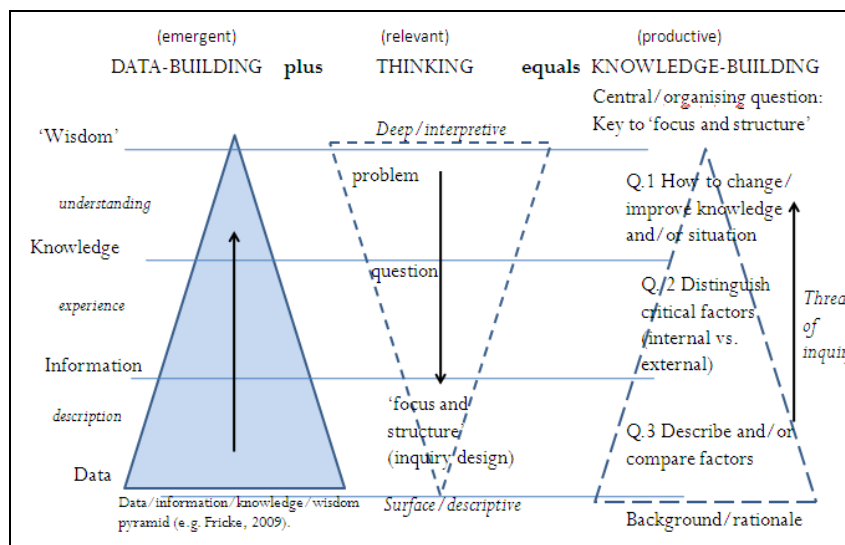 (emergent) (relevant) (productive)
DATA-BUILDING plus THINKING equals KNOWLEDGE-BUILDING
Central/organising question:
Key to 'focus and structure'
'Wisdom'
understanding
Knowledge
experience
Information
description
Data
Data/information/knowledge/wisdom
pyramid (e.g. Fricke, 2009).
Deep/interpretive
problem
question
'focus and
structure'
(inquiry design)
Surface/descriptive
Q.1 How to change/
improve knowledge
and/or situation
Q./2 Distinguish
critical factors
(internal vs.
external)
Q.3 Describe and/or
compare factors
Background/rationale
Threa
of
inquiry